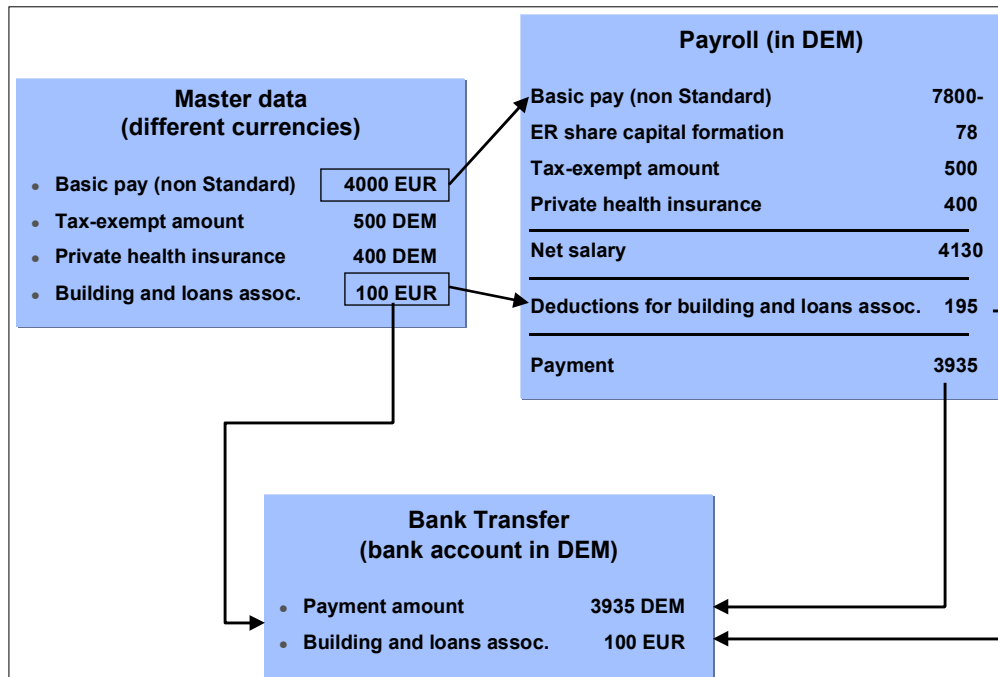 Master data
(different currencies)
• Basic pay (non Standard) 4000 EUR
• Tax-exempt amount 500 DEM
• Private health insurance 400 DEM
• Building and loans assoc. 100 EUR
Payroll (in DEM)
Basic pay (non Standard) 7800-
ER share capital formation 78
Tax-exempt amount 500
Private health insurance 400
Net salary 4130
Deductions for building and loans assoc. 195
Payment 3935
Bank Transfer
(bank account in DEM)
• Payment amount 3935 DEM
• Building and loans assoc. 100 EUR